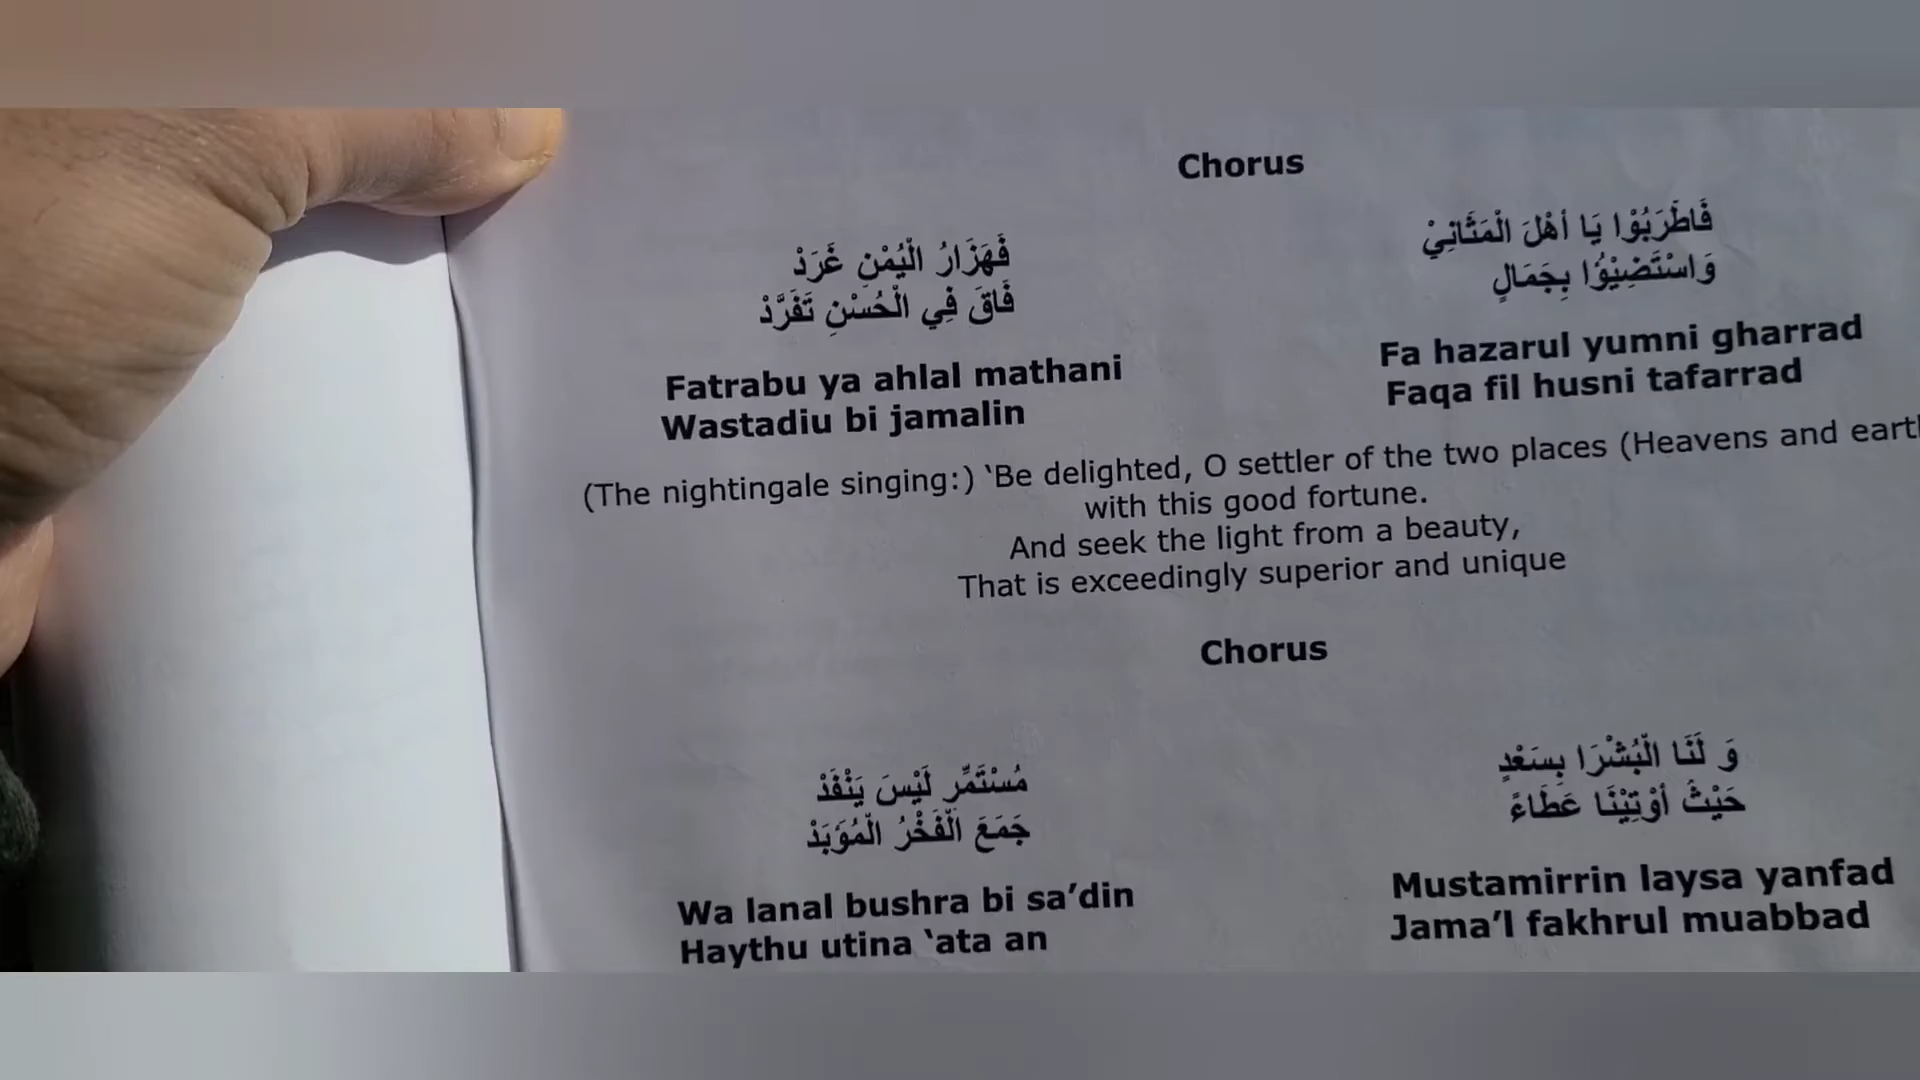 Chorus
فَاطْرَبُوْا يَا أَهْلَ الْمَثَانِيْ
فَهَزَارُ الْيُمْنِ غَرَدْ
وَاسْتَضِيْؤُا بِجَمَالٍ
فَاقَ فِي الْحُسْنِ تَفَرَّدْ
Fatrabu ya ahlal mathani
Fa hazarul yumni gharrad
Wastadiu bi jamalin
Faqa fil husni tafarrad
(The nightingale singing:) ‘Be delighted, O settler of the two places (Heavens and eart
with this good fortune.
And seek the light from a beauty,
That is exceedingly superior and unique
Chorus
وَ لَنَا الْبُشْرَا بِسَعْدٍ
مُسْتَمِّرٍ لَيْسَ يَنْفَدْ
حَيْثُ أُوْتِيْنَا عَطَاءً
جَمَعَ الْفَخْرُ الْمُؤَبَدْ
Wa lanal bushra bi sa’din
Mustamirrin laysa yanfad
Haythu utina ‘ata an
Jama’l fakhrul muabbad